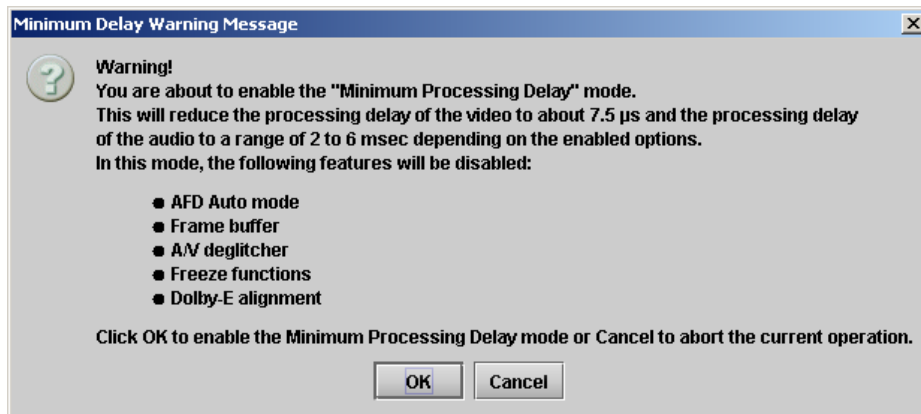 Minimum Delay Warning Message
Warning!
You are about to enable the "Minimum Processing Delay" mode.
This will reduce the processing delay of the video to about 7.5 µs and the processing delay
of the audio to a range of 2 to 6 msec depending on the enabled options.
In this mode, the following features will be disabled:
● AFD Auto mode
● Frame buffer
● A/V deglitcher
● Freeze functions
● Dolby-E alignment
Click OK to enable the Minimum Processing Delay mode or Cancel to abort the current operation.
OK Cancel